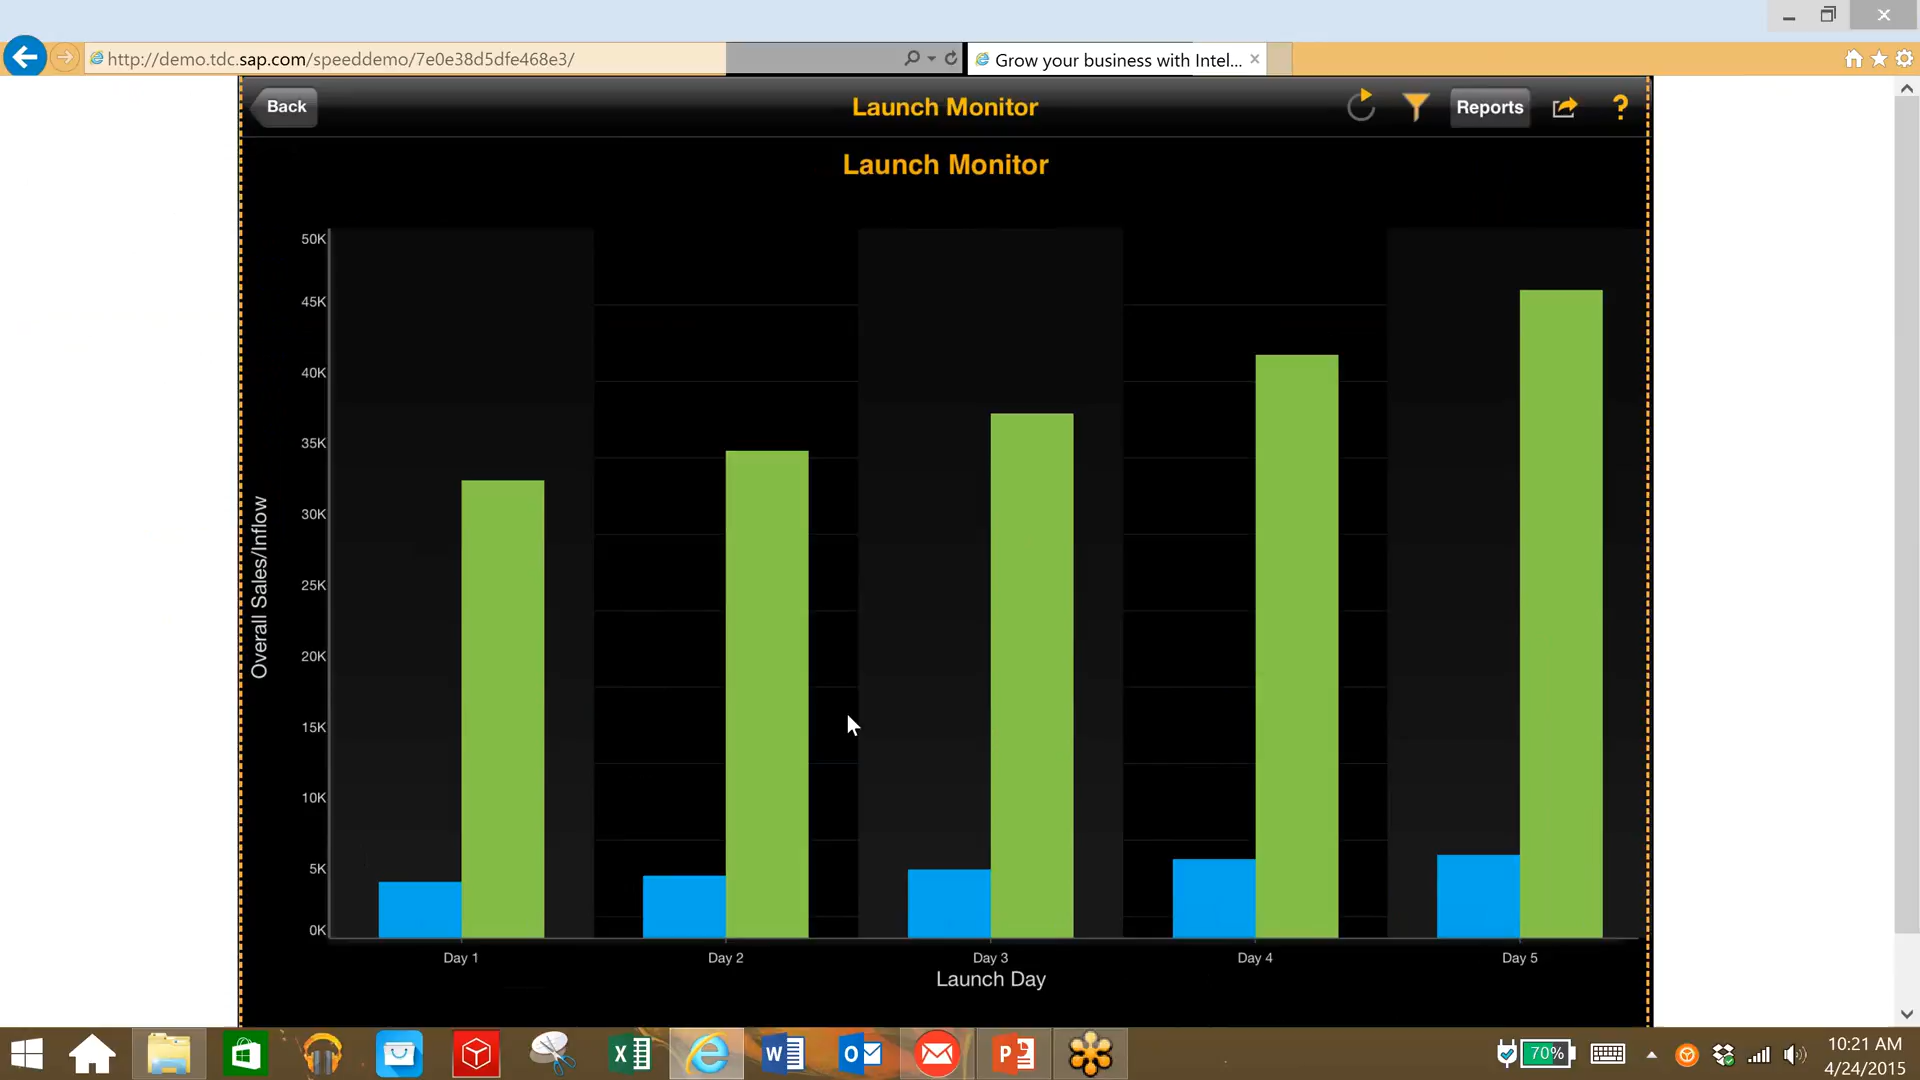 http://demo.tdc.sap.com/speeddemo/7e0e38d5dfe468e3/
Grow your business with Intel...
Back
Launch Monitor
Reports
?
Launch Monitor
50K
45K
40K
35K
30K
25K
20K
15K
10K
5K
0K
Overall Sales/Inflow
Day 1
Day 2
Day 3
Day 4
Day 5
Launch Day
70%
10:21 AM
4/24/2015